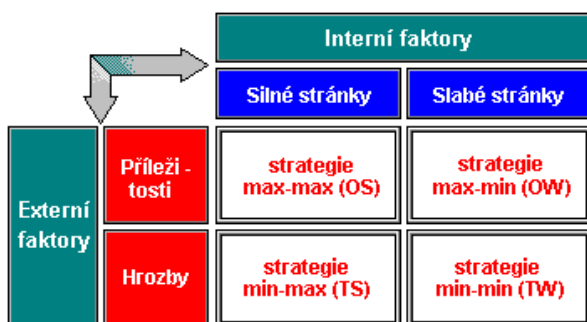 Interní faktory
Silné stránky
Slabé stránky
Externí
faktory
Příleži -
tosti
strategie
max-max (OS)
strategie
max-min (OW)
Hrozby
strategie
min-max (TS)
strategie
min-min (TW)